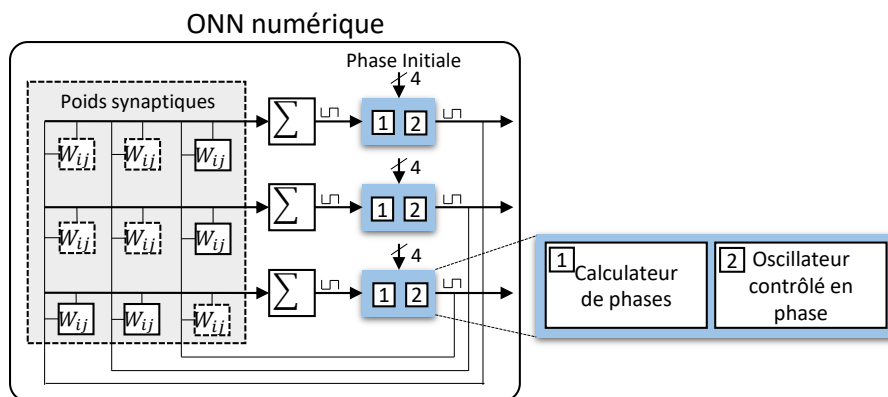 ONN numérique
Phase Initiale
Poids synaptiques
4
∑
1 2
W_ij W_ij W_ij
4
∑
1 2
W_ij W_ij W_ij
4
∑
1 2
W_ij W_ij W_ij
1 Calculateur
de phases
2 Oscillateur
contrôlé en
phase